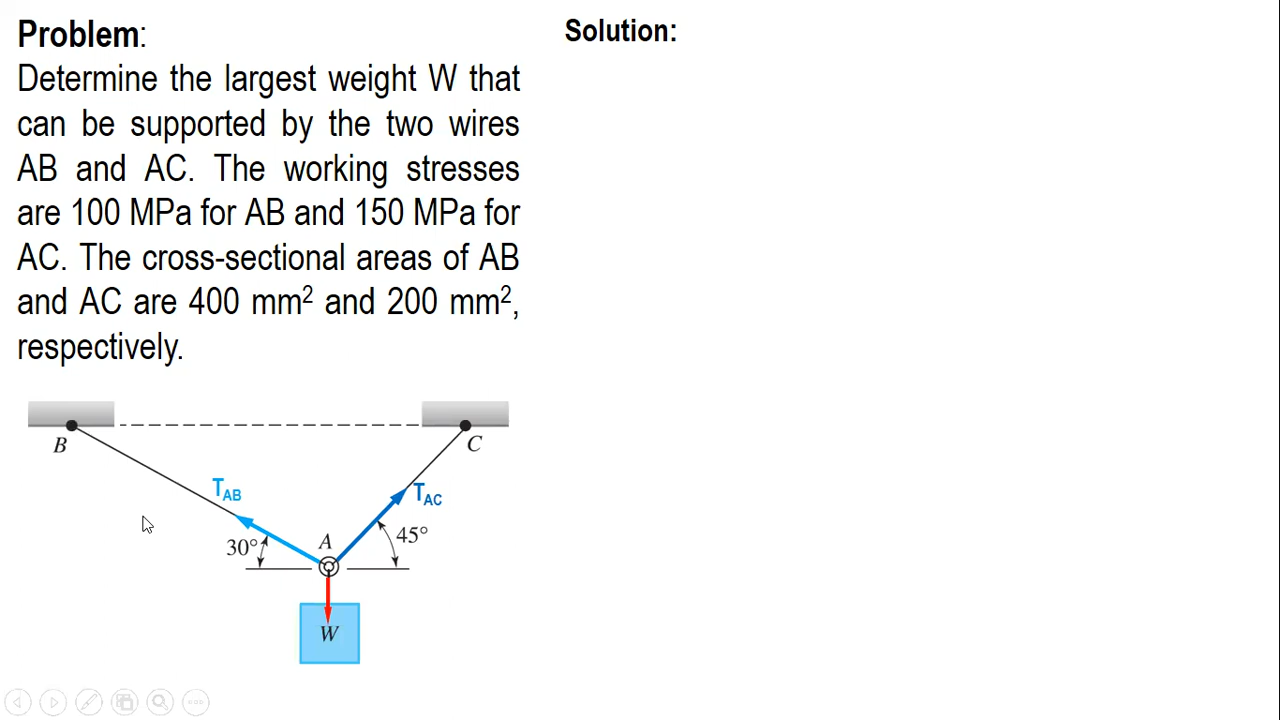 Problem:
Determine the largest weight W that
can be supported by the two wires
AB and AC. The working stresses
are 100 MPa for AB and 150 MPa for
AC. The cross-sectional areas of AB
and AC are 400 mm² and 200 mm²,
respectively.
Solution:
B
C
T_AB
T_AC
A
30°
45°
W